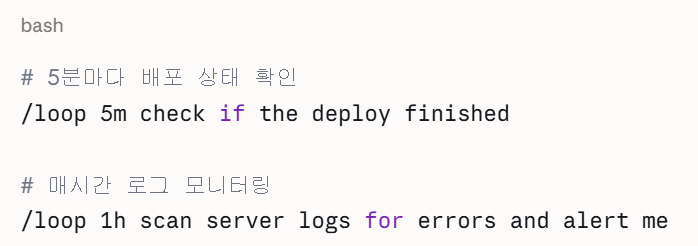 bash
# 5분마다 배포 상태 확인
/loop 5m check if the deploy finished
# 매시간 로그 모니터링
/loop 1h scan server logs for errors and alert me